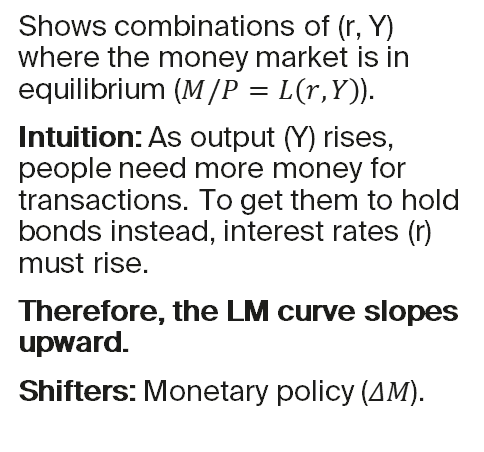 Shows combinations of (r, Y)
where the money market is in
equilibrium (M/P = L(r,Y)).
Intuition: As output (Y) rises,
people need more money for
transactions. To get them to hold
bonds instead, interest rates (r)
must rise.
Therefore, the LM curve slopes
upward.
Shifters: Monetary policy (ΔM).